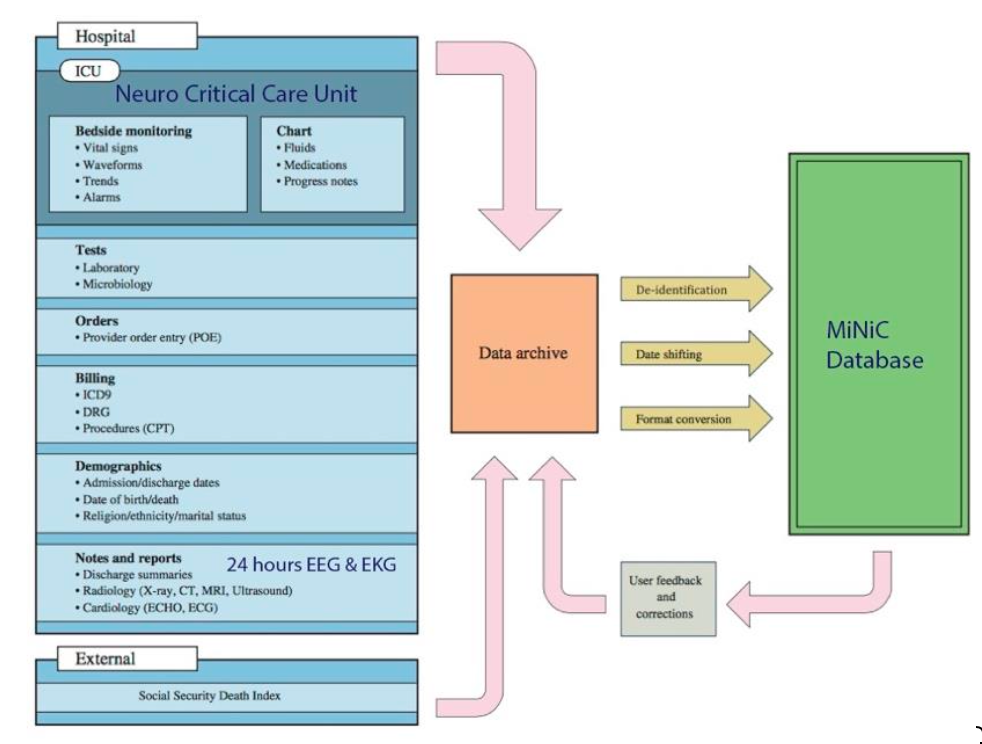 Hospital
ICU
Neuro Critical Care Unit
Bedside monitoring
• Vital signs
• Waveforms
• Trends
• Alarms
Chart
• Fluids
• Medications
• Progress notes
Tests
• Laboratory
• Microbiology
Orders
• Provider order entry (POE)
Billing
• ICD9
• DRG
• Procedures (CPT)
Demographics
• Admission/discharge dates
• Date of birth/death
• Religion/ethnicity/marital status
Notes and reports
24 hours EEG & EKG
• Discharge summaries
• Radiology (X-ray, CT, MRI, Ultrasound)
• Cardiology (ECHO, ECG)
External
Social Security Death Index
Data archive
De-identification
Date shifting
Format conversion
MiNiC
Database
User feedback
and
corrections